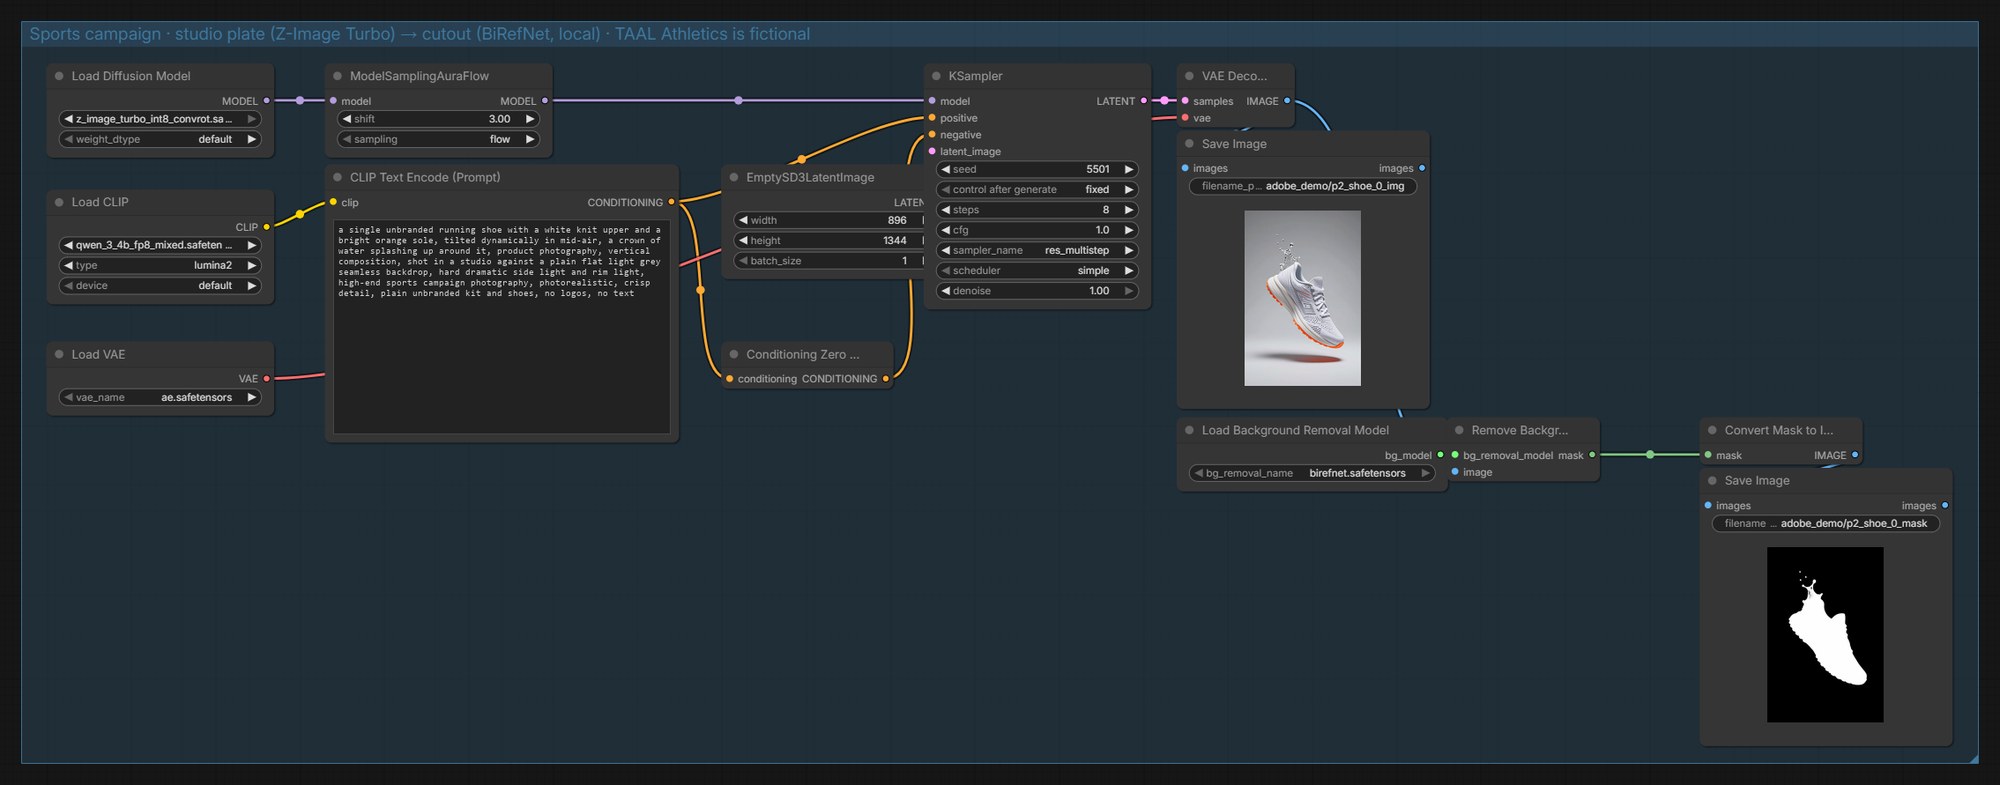 Sports campaign · studio plate (Z-Image Turbo) → cutout (BiRefNet, local) · TAAL Athletics is fictional
Load Diffusion Model
MODEL
z_image_turbo_int8_convrot.sa ...
weight_dtype default
ModelSamplingAuraFlow
model MODEL
shift 3.00
sampling flow
Load CLIP
CLIP
qwen_3_4b_fp8_mixed.safeten ...
type lumina2
device default
Load VAE
VAE
vae_name ae.safetensors
CLIP Text Encode (Prompt)
clip CONDITIONING
a single unbranded running shoe with a white knit upper and a
bright orange sole, tilted dynamically in mid-air, a crown of
water splashing up around it, product photography, vertical
composition, shot in a studio against a plain flat light grey
seamless backdrop, hard dramatic side light and rim light,
high-end sports campaign photography, photorealistic, crisp
detail, plain unbranded kit and shoes, no logos, no text
EmptySD3LatentImage
LATEN
width 896
height 1344
batch_size 1
Conditioning Zero ...
conditioning CONDITIONING
KSampler
model LATENT
positive
negative
latent_image
seed 5501
control after generate fixed
steps 8
cfg 1.0
sampler_name res_multistep
scheduler simple
denoise 1.00
VAE Deco...
samples IMAGE
vae
Save Image
images images
filename_p... adobe_demo/p2_shoe_0_img
Load Background Removal Model
bg_model
bg_removal_name birefnet.safetensors
Remove Backgr...
bg_removal_model mask
image
Convert Mask to I...
mask IMAGE
Save Image
images images
filename ... adobe_demo/p2_shoe_0_mask